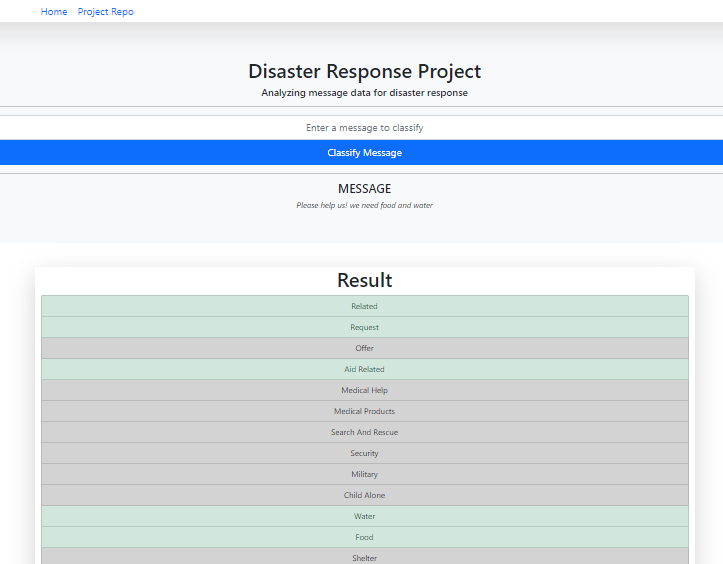 Home Project Repo
Disaster Response Project
Analyzing message data for disaster response
Enter a message to classify
Classify Message
MESSAGE
Please help us! we need food and water
Result
Related
Request
Offer
Aid Related
Medical Help
Medical Products
Search And Rescue
Security
Military
Child Alone
Water
Food
Shelter